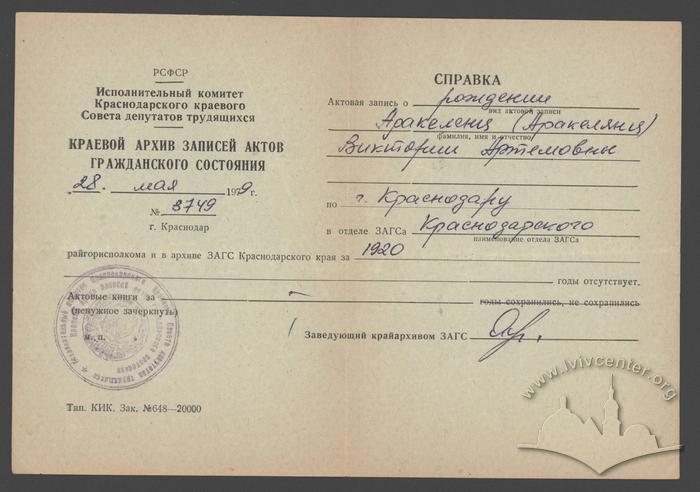 РСФСР
Исполнительный комитет
Краснодарского краевого
Совета депутатов трудящихся
КРАЕВОЙ АРХИВ ЗАПИСЕЙ АКТОВ
ГРАЖДАНСКОГО СОСТОЯНИЯ
28. мая 1979 г.
№ 3749
г. Краснодар
СПРАВКА
Актовая запись о рождении
вид актовой записи
Аракеленц (Аракелянц)
фамилия, имя и отчество
Виктории Артемовны
по г. Краснодару
в отделе ЗАГСа Краснодарского
наименование отдела ЗАГСа
райгорисполкома и в архиве ЗАГС Краснодарского края за 1920
годы отсутствует.
Актовые книги за — годы сохранились, не сохранились
(ненужное зачеркнуть)
м. п.
Заведующий крайархивом ЗАГС
Тип. КИК. Зак. №648—20000
www.lvivcenter.org